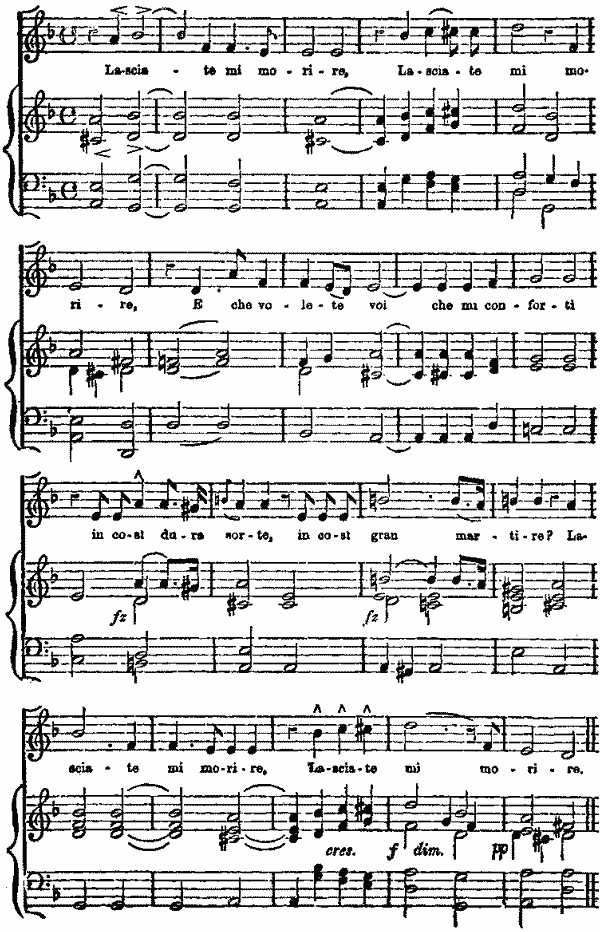 La-scia - te mi mo-ri-re, La-scia-te mi mo-
ri-re, E che vo-le-te voi che mi con-for-ti
in co-si du-ra sor-te, in co-si gran mar-ti-re? La-
fz fz
scia - te mi mo-ri-re, La-scia-te mi mo-ri-re.
cres. f dim. pp